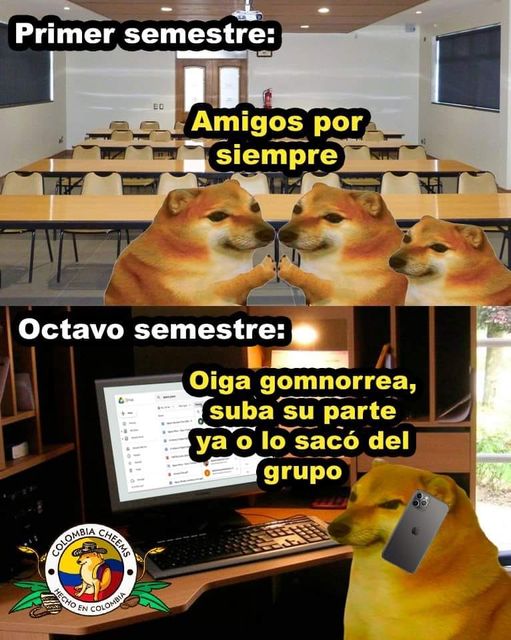 Primer semestre:
Amigos por
siempre
Octavo semestre:
Oiga gomnorrea,
suba su parte
ya o lo sacó del
grupo
COLOMBIA CHEEMS
HECHO EN COLOMBIA